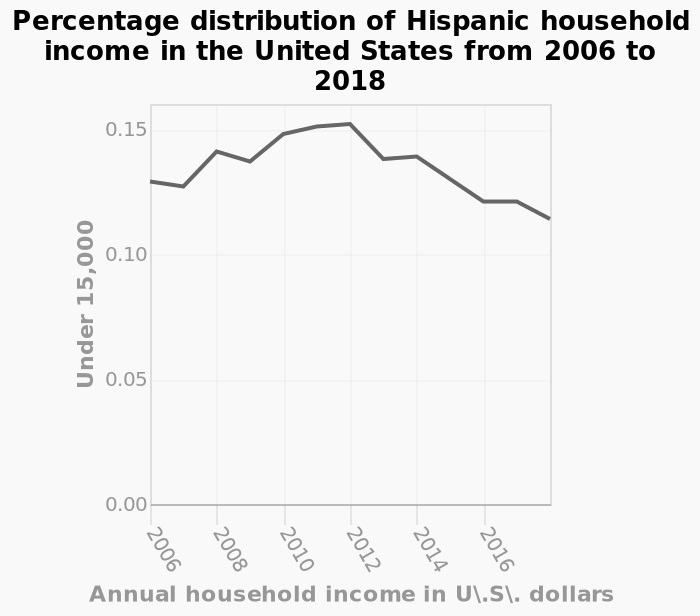 Percentage distribution of Hispanic household
income in the United States from 2006 to
2018
0.15
0.10
0.05
0.00
Under 15,000
2006
2008
2010
2012
2014
2016
Annual household income in U\.S\. dollars